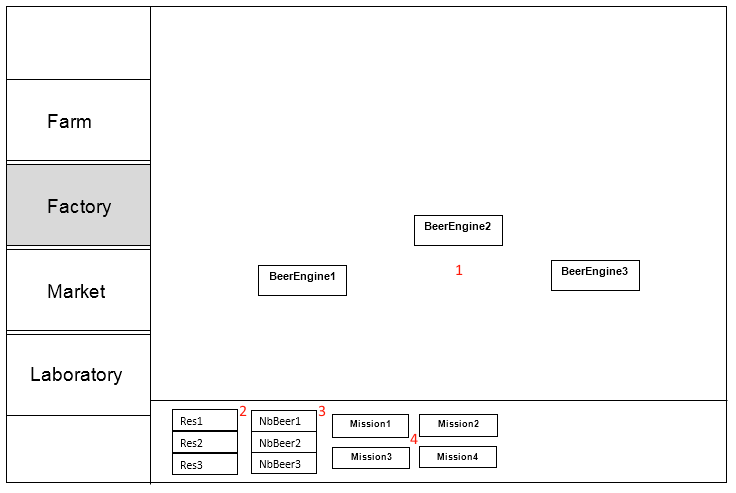 Farm
Factory
Market
Laboratory
BeerEngine2
BeerEngine1
1
BeerEngine3
Res1
2
NbBeer1
3
Mission1
Mission2
Res2
NbBeer2
4
Res3
NbBeer3
Mission3
Mission4